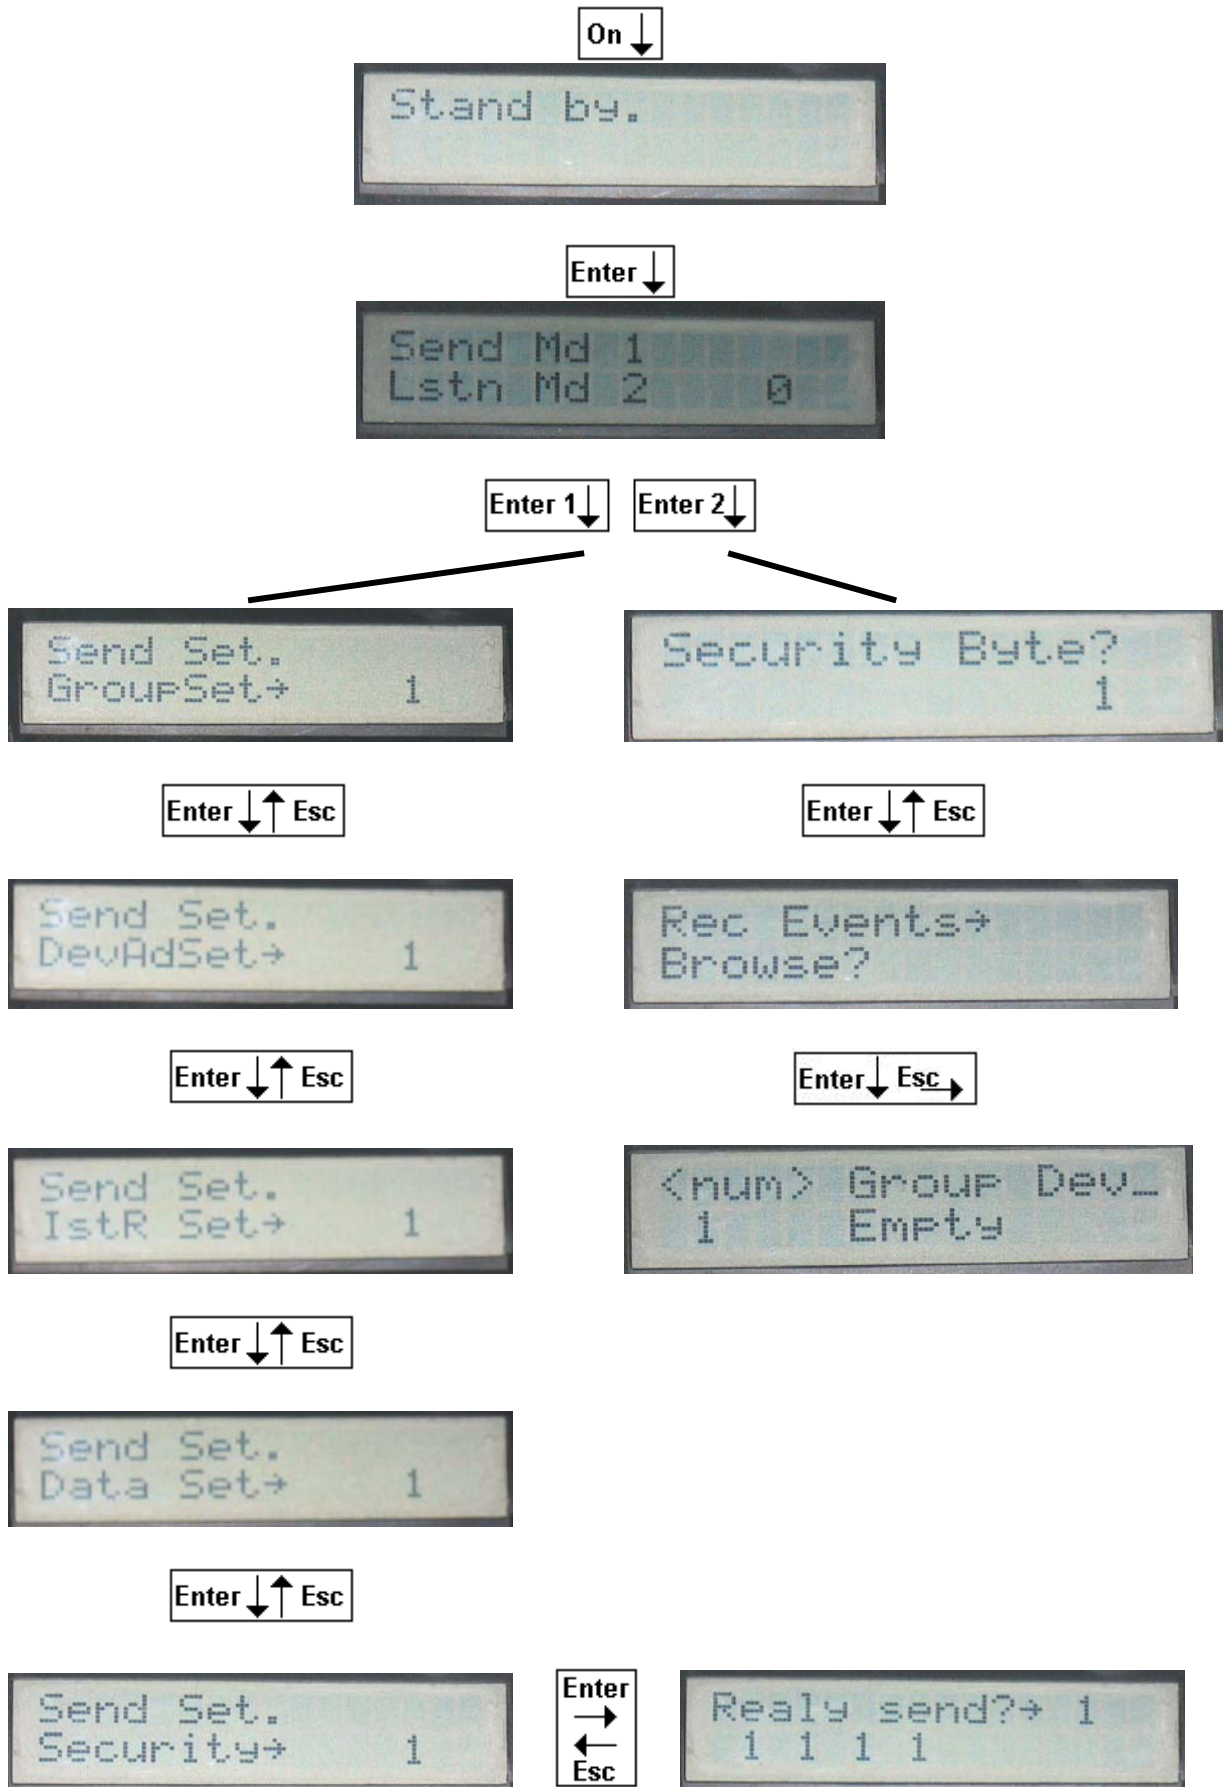 On ↓
Stand by.
Enter ↓
Send Md 1
Lstn Md 2 0
Enter 1 ↓ Enter 2 ↓
Send Set.
GroupSet→ 1
Security Byte?
1
Enter ↓↑ Esc
Enter ↓↑ Esc
Send Set.
DevAdSet→ 1
Rec Events→
Browse?
Enter ↓↑ Esc
Enter ↓ Esc →
Send Set.
IstR Set→ 1
<num> Group Dev_
1 Empty
Enter ↓↑ Esc
Send Set.
Data Set→ 1
Enter ↓↑ Esc
Send Set.
Security→ 1
Enter
→
←
Esc
Realy send?→ 1
1 1 1 1